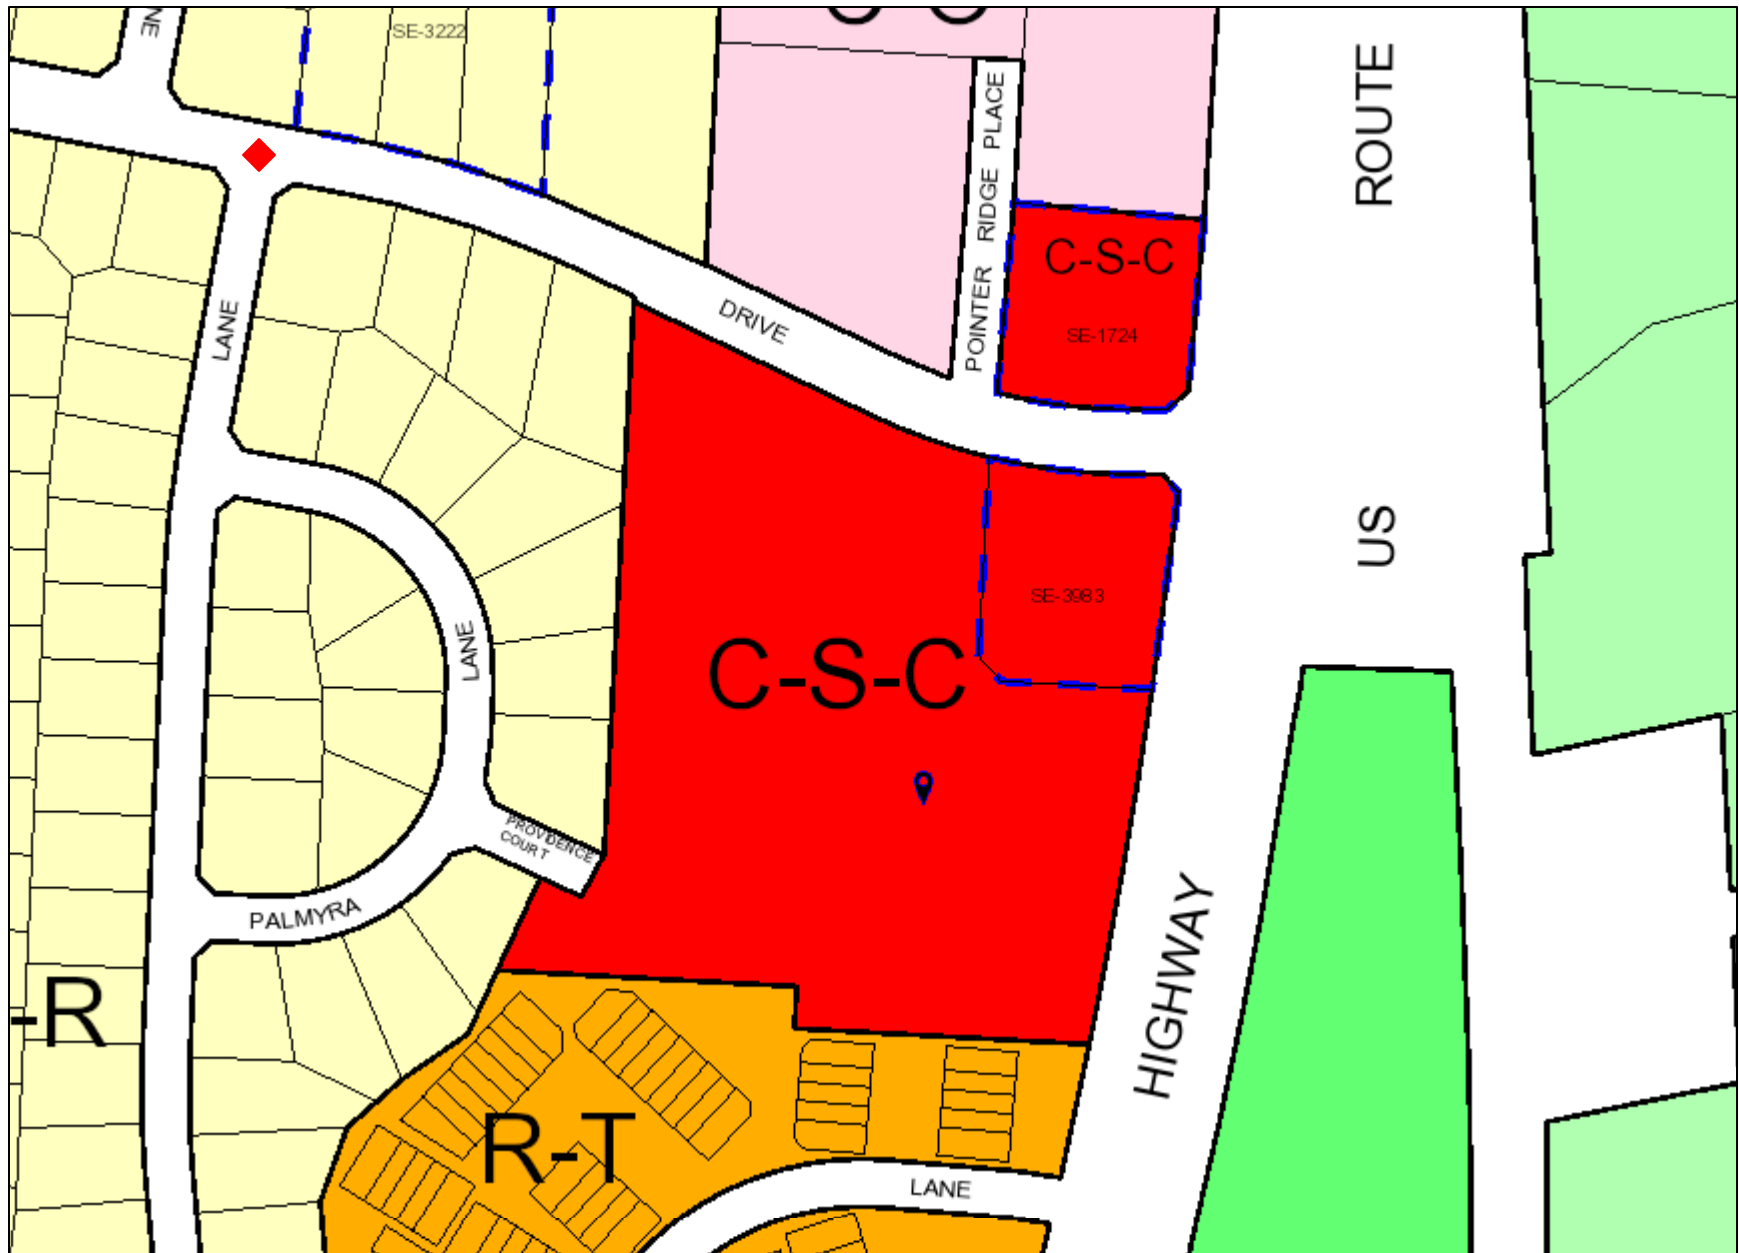 NE
SE-3222
ROUTE
POINTER RIDGE PLACE
C-S-C
SE-1724
DRIVE
LANE
US
SE-3983
LANE
C-S-C
PROVIDENCE
COURT
PALMYRA
HIGHWAY
-R
R-T
LANE